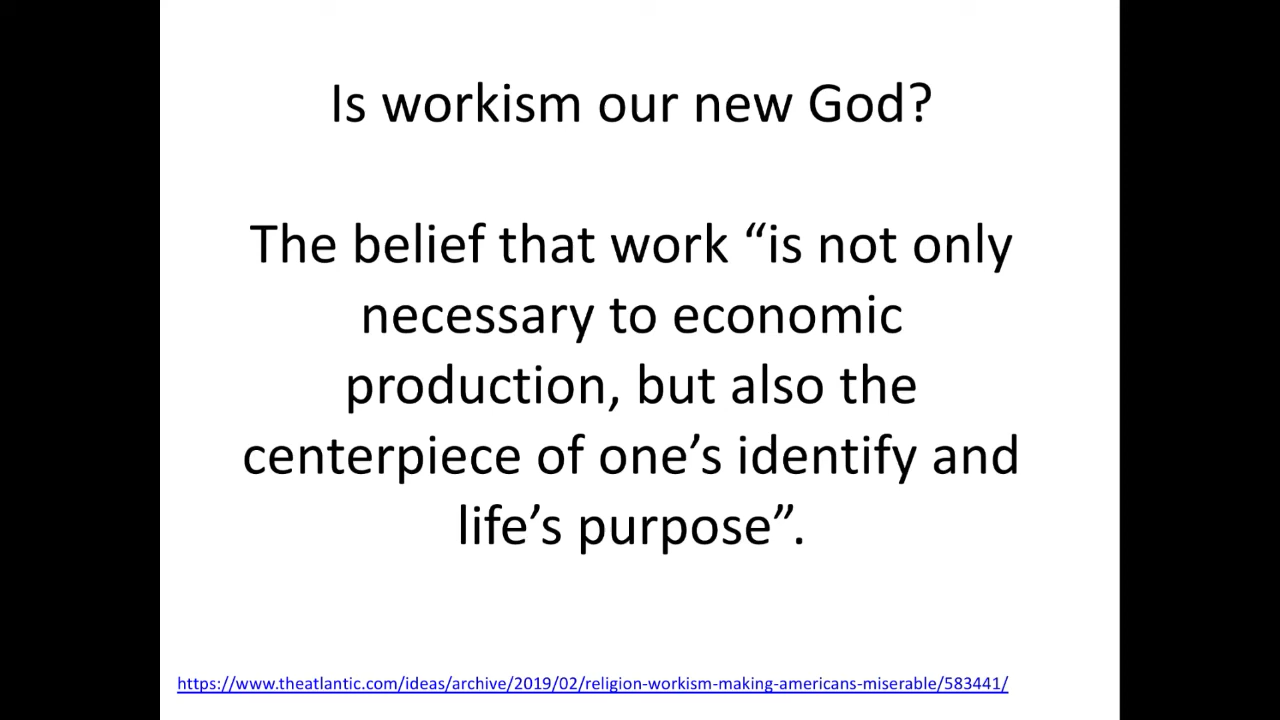 Is workism our new God?
The belief that work “is not only
necessary to economic
production, but also the
centerpiece of one’s identify and
life’s purpose”.
https://www.theatlantic.com/ideas/archive/2019/02/religion-workism-making-americans-miserable/583441/